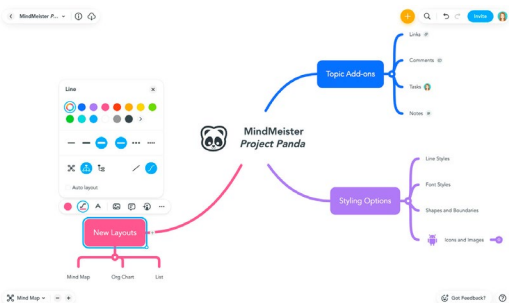 MindMeister P...
Invite
Links
Comments
Topic Add-ons
Tasks
Notes
Line
Auto layout
MindMeister
Project Panda
Line Styles
Font Styles
Styling Options
Shapes and Boundaries
Icons and Images
New Layouts
Mind Map
Org Chart
List
Mind Map
Got Feedback?